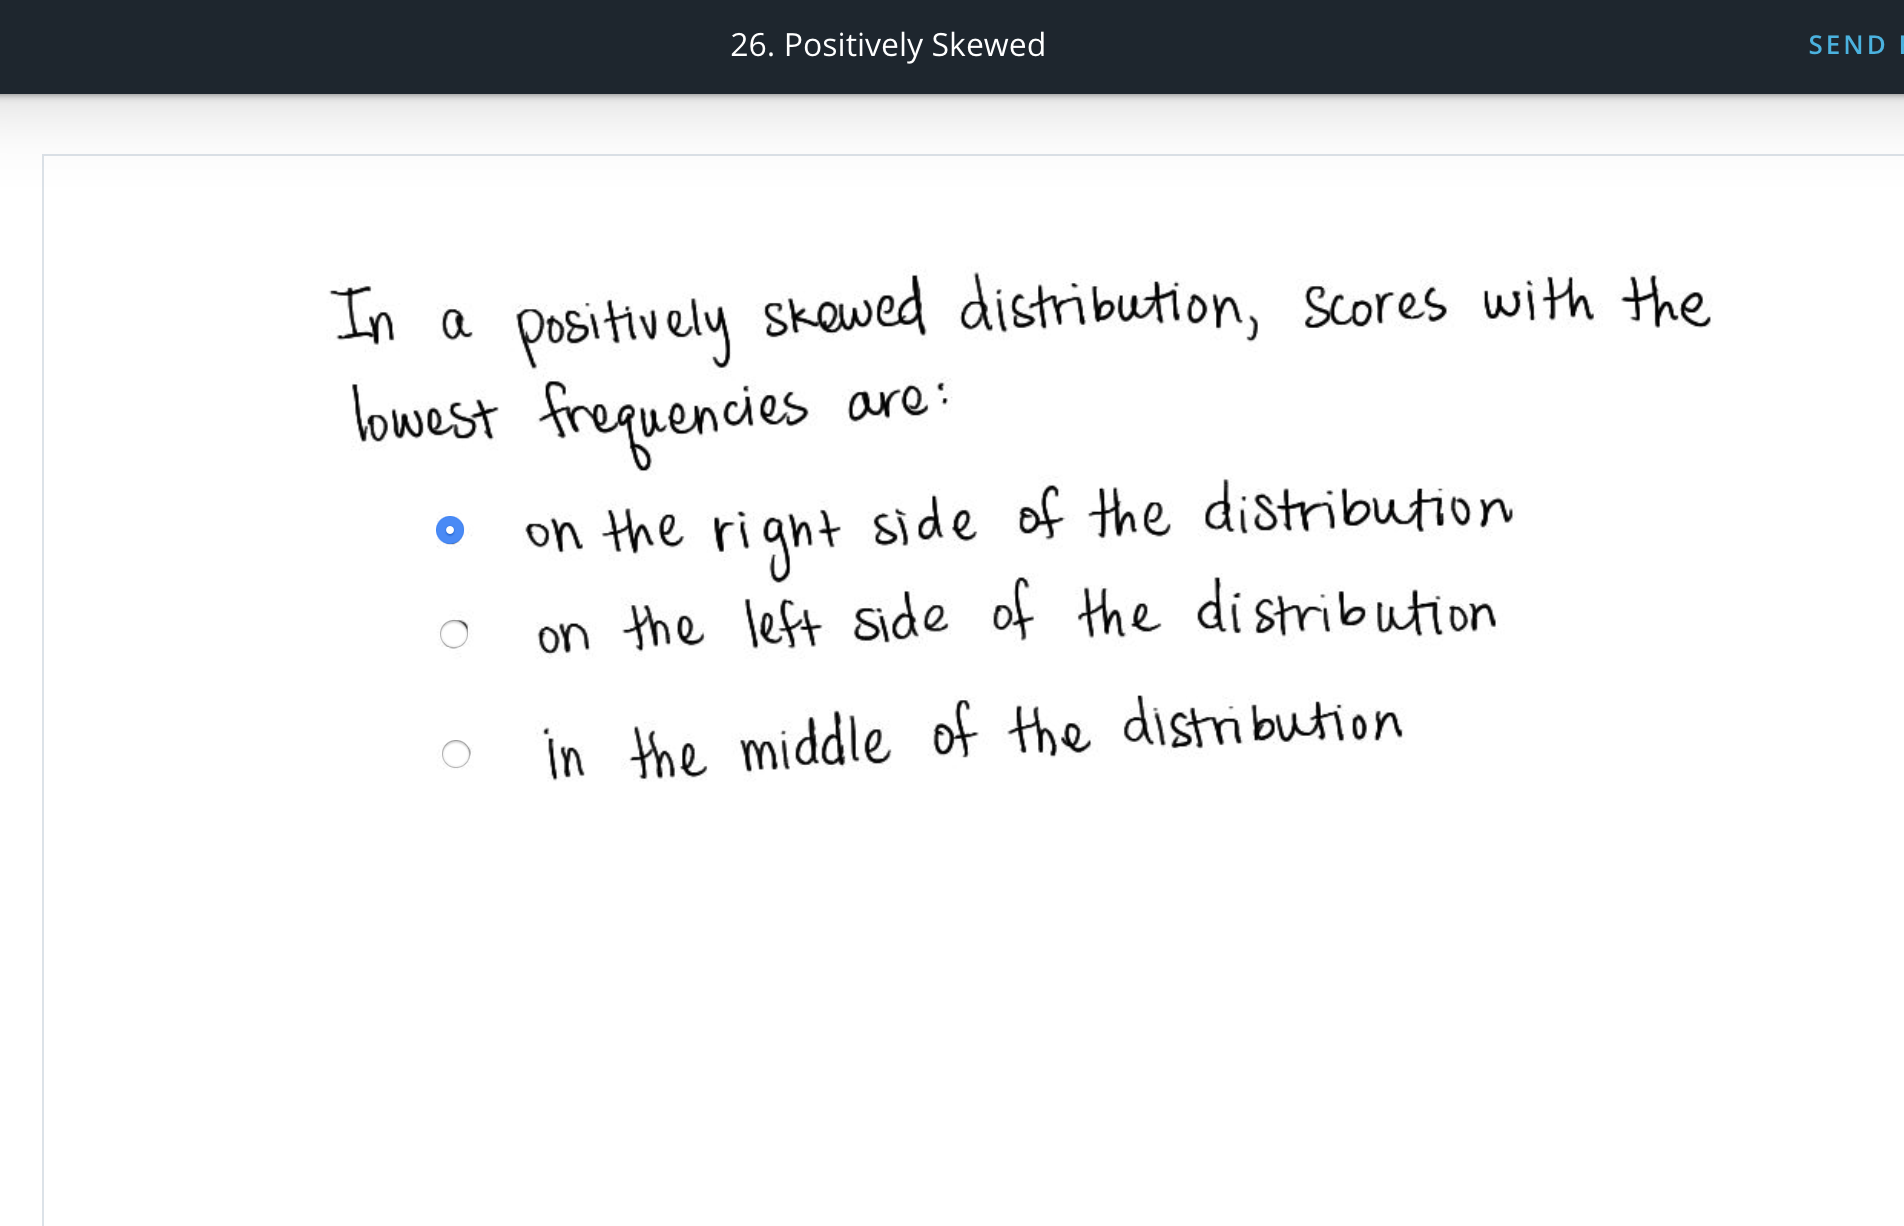 26. Positively Skewed
SEND
In a positively skewed distribution, scores with the
lowest frequencies are:
on the right side of the distribution
on the left side of the distribution
in the middle of the distribution